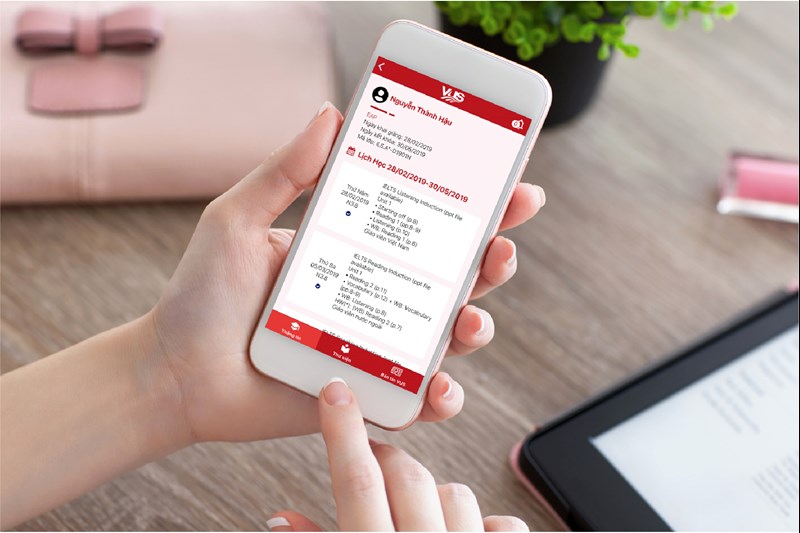 VUS
Nguyễn Thành Hậu
EAP
Ngày khai giảng: 28/02/2019
Ngày kết khóa: 30/05/2019
Mã lớp: ILSA*-D1901N
Lịch Học 28/02/2019-30/05/2019
Thứ Năm
28/02/2019
N3.6
IELTS Listening Induction (ppt file
available)
Unit 1
• Starting off (p.8)
• Reading 1 (pp.8-9)
• Listening (p.10)
• WB: Reading 1 (p.6)
Giáo viên Việt Nam
Thứ Ba
05/03/2019
N3.6
IELTS Reading Induction (ppt file
available)
Unit 1
• Reading 2 (p.11)
• Vocabulary (p.12) + WB: Vocabulary
(pp.8-9)
• WB: Listening (p.8)
HW(*): (WB) Reading 2 (p.7)
Giáo viên nước ngoài
Thông tin
Thư viện
Bản tin VUS